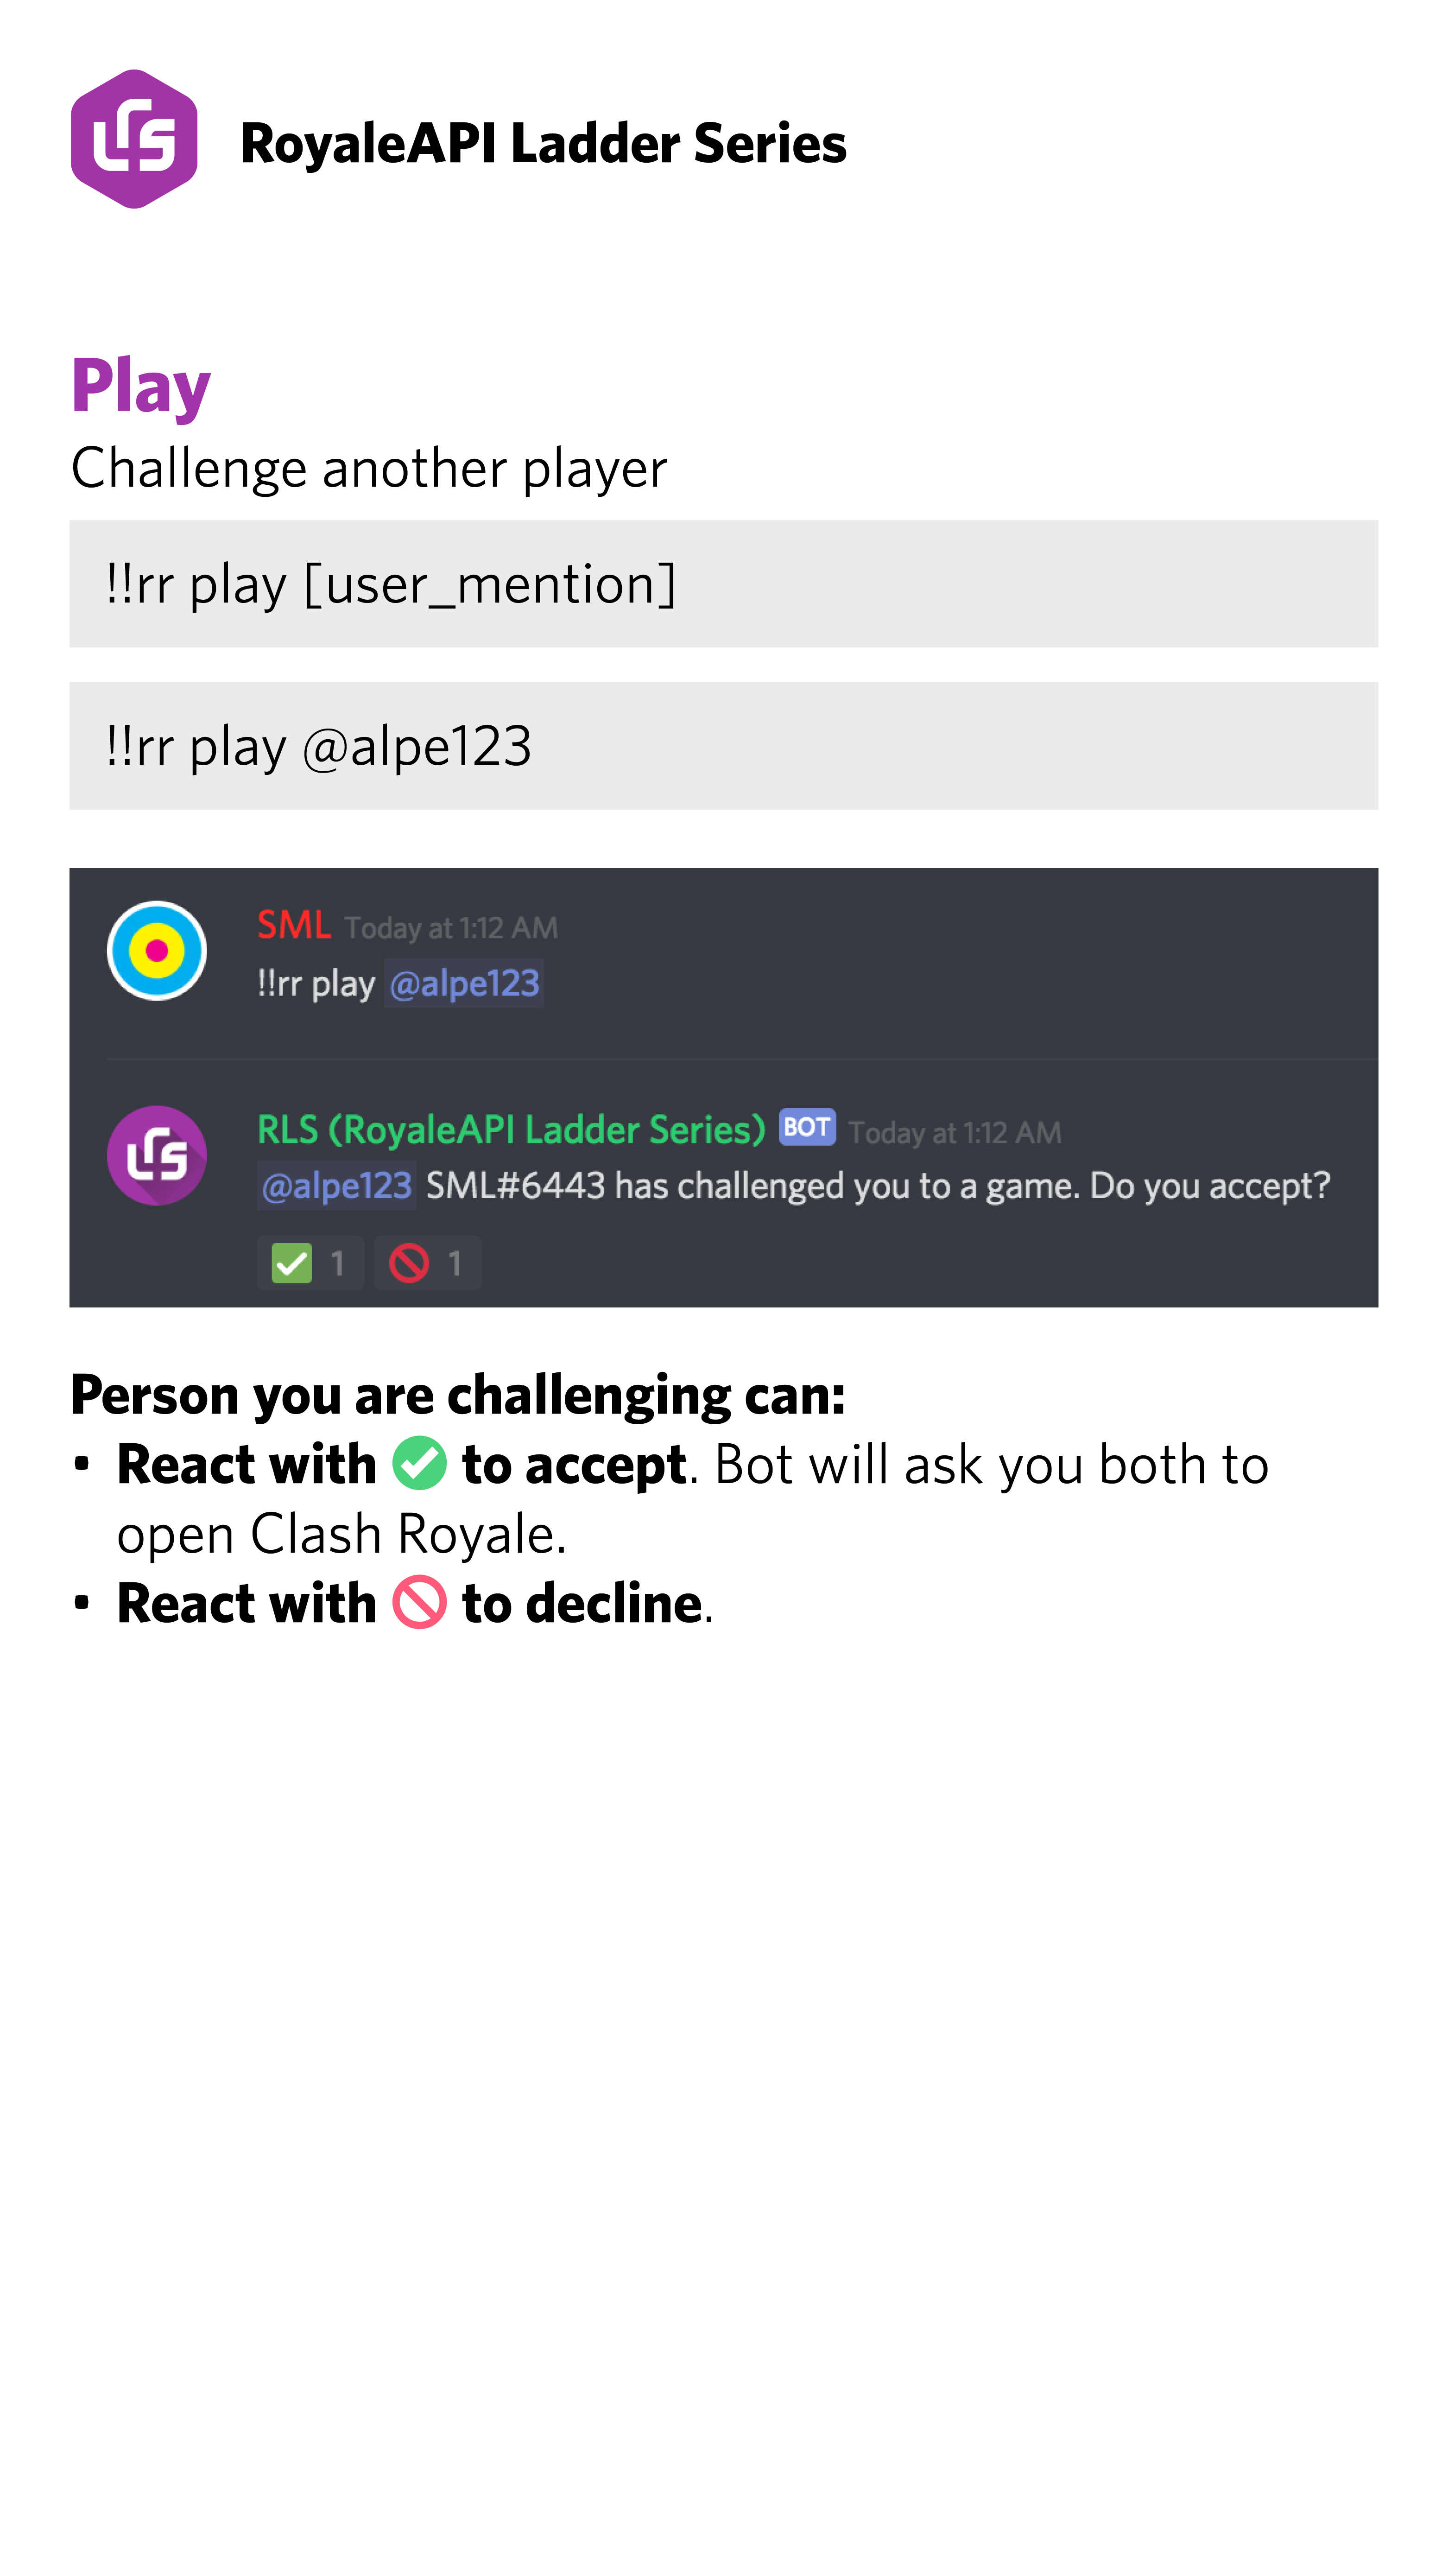 RoyaleAPI Ladder Series
Play
Challenge another player
!!rr play [user_mention]
!!rr play @alpe123
SML Today at 1:12 AM
!!rr play @alpe123
RLS (RoyaleAPI Ladder Series) BOT Today at 1:12 AM
@alpe123 SML#6443 has challenged you to a game. Do you accept?
✅ 1 🚫 1
Person you are challenging can:
• React with ✅ to accept. Bot will ask you both to
open Clash Royale.
• React with 🚫 to decline.